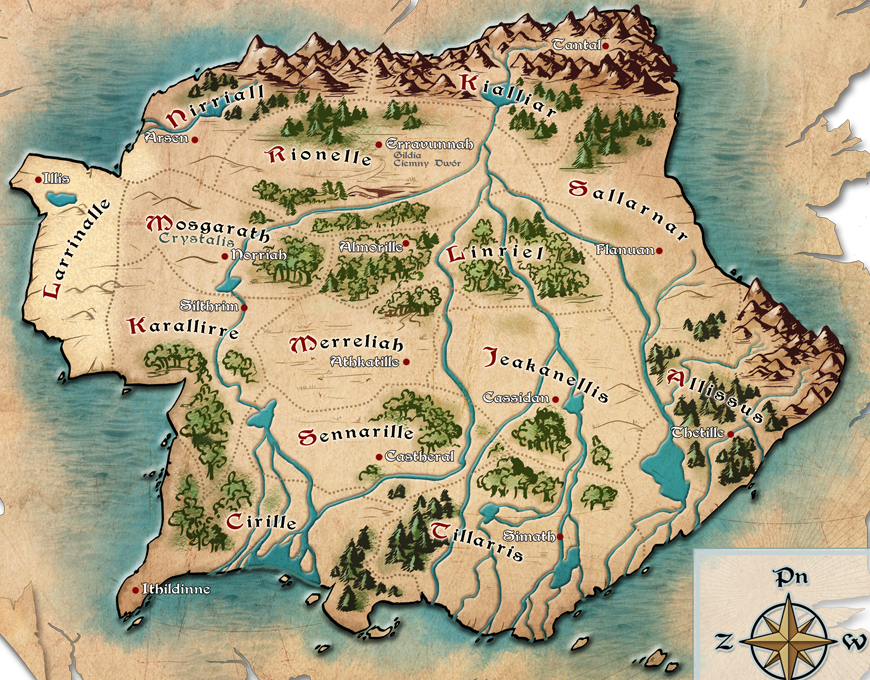 Tantal
Kialliar
Nirriall
Arsen
Erravunnah
Gildia
Ciemny Dwór
Rionelle
Illis
Sallarnar
Larrinalle
Mosgarath
Crystalis
Norriah
Almorille
Linriel
Flanuan
Silthrim
Karallirre
Merreliah
Athkatille
Jeakanellis
Cassidan
Allissus
Thetille
Sennarille
Castheral
Cirille
Tillarris
Simath
Ithildinne
Pn
Z
W